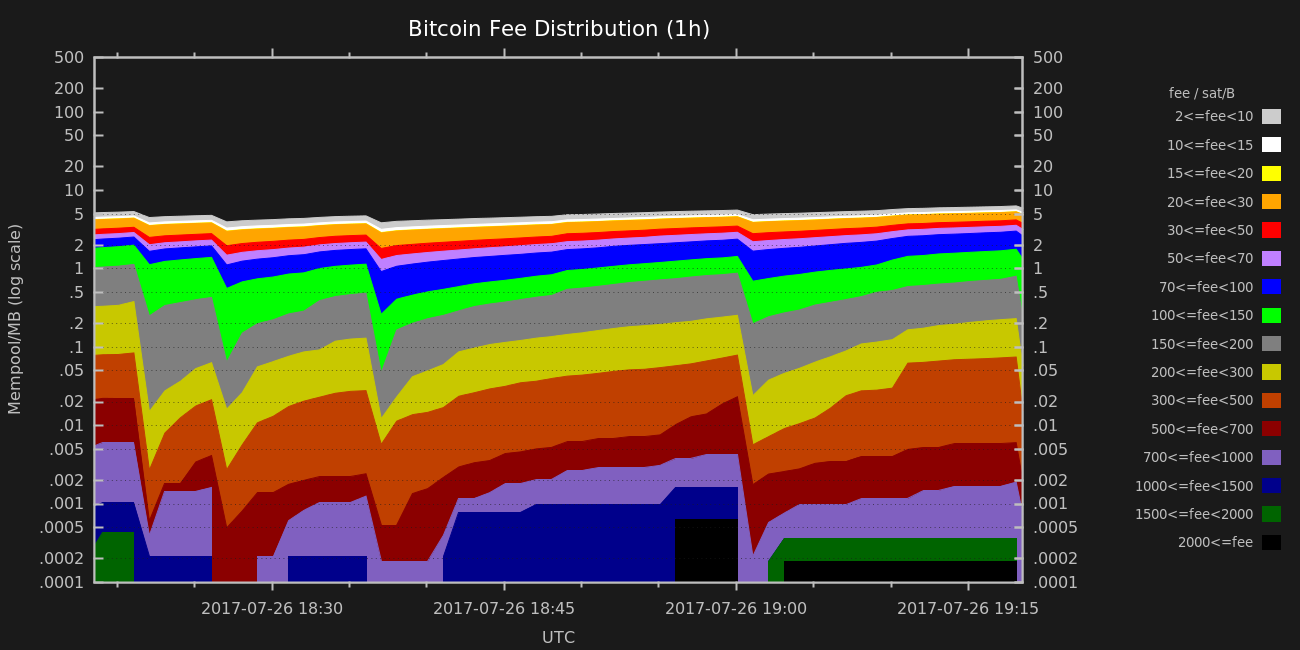 Bitcoin Fee Distribution (1h)
500 500
200 200
100 100
50 50
20 20
10 10
5 5
2 2
1 1
.5 .5
.2 .2
.1 .1
.05 .05
.02 .02
.01 .01
.005 .005
.002 .002
.001 .001
.0005 .0005
.0002 .0002
.0001 .0001
Mempool/MB (log scale)
2017-07-26 18:30 2017-07-26 18:45 2017-07-26 19:00 2017-07-26 19:15
UTC
fee / sat/B
2<=fee<10
10<=fee<15
15<=fee<20
20<=fee<30
30<=fee<50
50<=fee<70
70<=fee<100
100<=fee<150
150<=fee<200
200<=fee<300
300<=fee<500
500<=fee<700
700<=fee<1000
1000<=fee<1500
1500<=fee<2000
2000<=fee